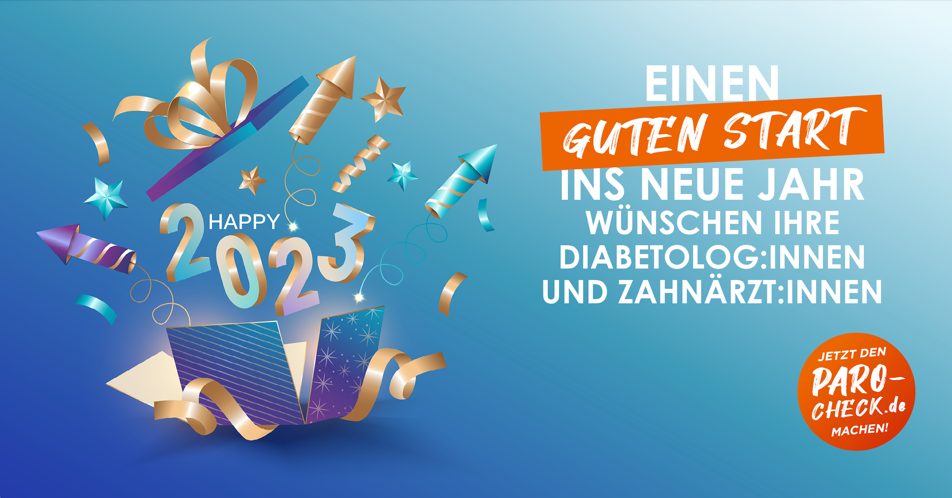 HAPPY
2023
EINEN
GUTEN START
INS NEUE JAHR
WÜNSCHEN IHRE
DIABETOLOG:INNEN
UND ZAHNÄRZT:INNEN
JETZT DEN
PARO-
CHECK.de
MACHEN!